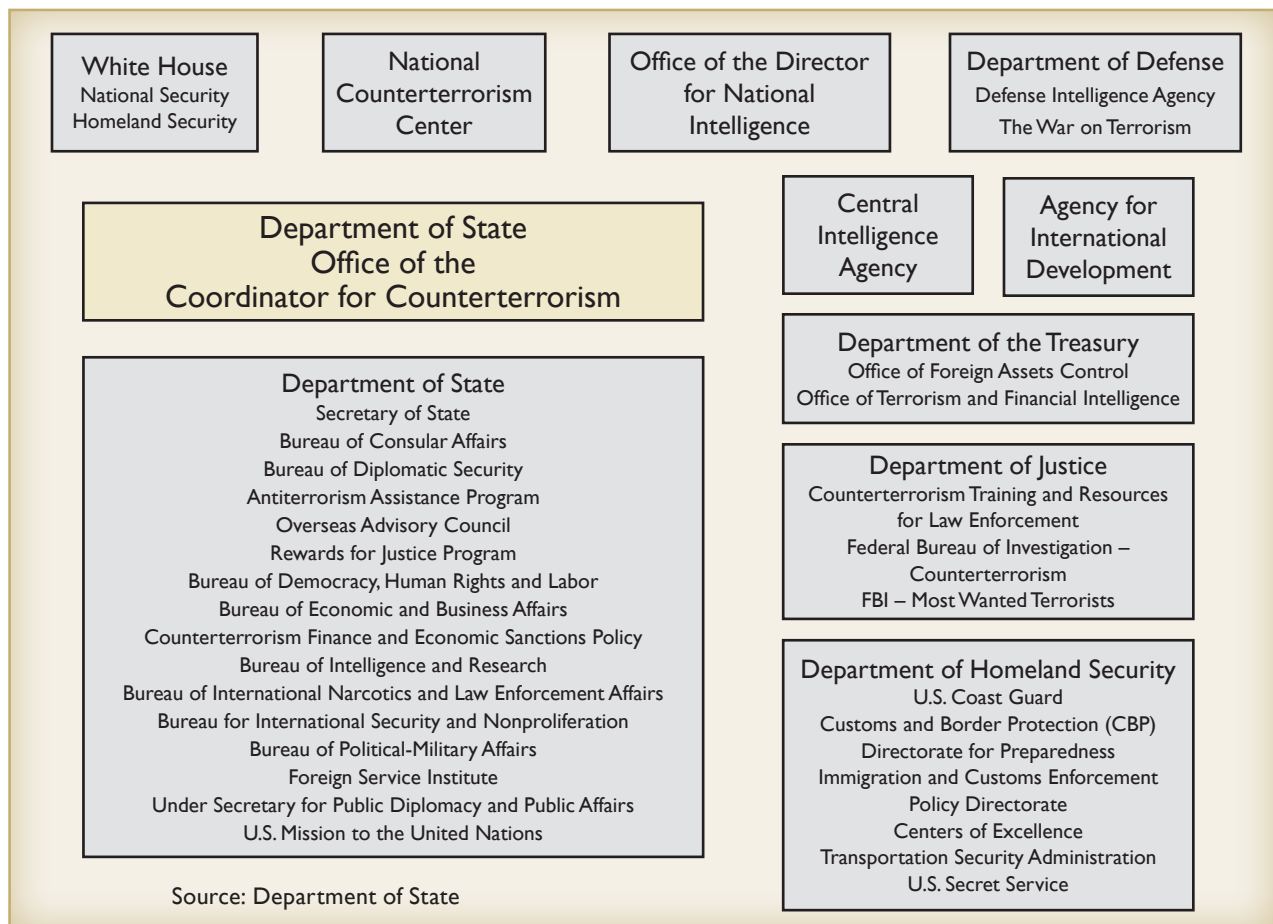 White House
National Security
Homeland Security
National
Counterterrorism
Center
Office of the Director
for National
Intelligence
Department of Defense
Defense Intelligence Agency
The War on Terrorism
Department of State
Office of the
Coordinator for Counterterrorism
Central
Intelligence
Agency
Agency for
International
Development
Department of the Treasury
Office of Foreign Assets Control
Office of Terrorism and Financial Intelligence
Department of State
Secretary of State
Bureau of Consular Affairs
Bureau of Diplomatic Security
Antiterrorism Assistance Program
Overseas Advisory Council
Rewards for Justice Program
Bureau of Democracy, Human Rights and Labor
Bureau of Economic and Business Affairs
Counterterrorism Finance and Economic Sanctions Policy
Bureau of Intelligence and Research
Bureau of International Narcotics and Law Enforcement Affairs
Bureau for International Security and Nonproliferation
Bureau of Political-Military Affairs
Foreign Service Institute
Under Secretary for Public Diplomacy and Public Affairs
U.S. Mission to the United Nations
Department of Justice
Counterterrorism Training and Resources
for Law Enforcement
Federal Bureau of Investigation –
Counterterrorism
FBI – Most Wanted Terrorists
Department of Homeland Security
U.S. Coast Guard
Customs and Border Protection (CBP)
Directorate for Preparedness
Immigration and Customs Enforcement
Policy Directorate
Centers of Excellence
Transportation Security Administration
U.S. Secret Service
Source: Department of State